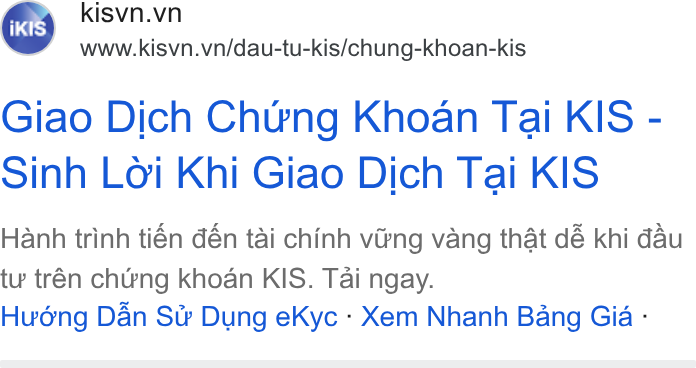 iKIS
kisvn.vn
www.kisvn.vn/dau-tu-kis/chung-khoan-kis
Giao Dịch Chứng Khoán Tại KIS -
Sinh Lời Khi Giao Dịch Tại KIS
Hành trình tiến đến tài chính vững vàng thật dễ khi đầu
tư trên chứng khoán KIS. Tải ngay.
Hướng Dẫn Sử Dụng eKyc · Xem Nhanh Bảng Giá ·